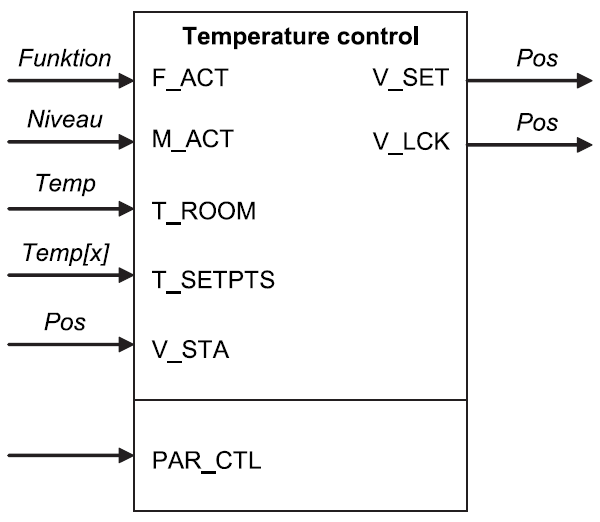 Temperature control
Funktion
F_ACT
V_SET
Pos
Niveau
M_ACT
V_LCK
Pos
Temp
T_ROOM
Temp[x]
T_SETPTS
Pos
V_STA
PAR_CTL